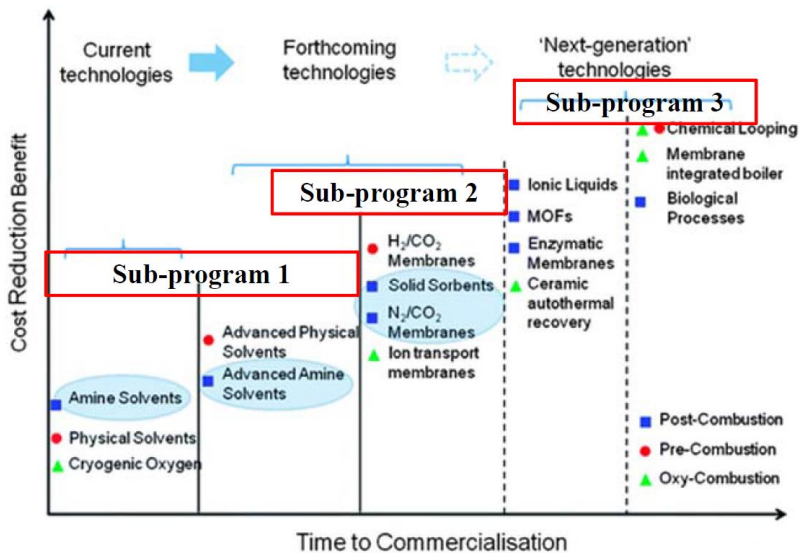 Current
technologies
Forthcoming
technologies
'Next-generation'
technologies
Sub-program 3
Chemical Looping
Membrane
integrated boiler
Biological
Processes
Sub-program 2
Ionic Liquids
MOFs
Enzymatic
Membranes
Ceramic
autothermal
recovery
Sub-program 1
H₂/CO₂
Membranes
Solid Sorbents
N₂/CO₂
Membranes
Ion transport
membranes
Advanced Physical
Solvents
Advanced Amine
Solvents
Amine Solvents
Physical Solvents
Cryogenic Oxygen
Post-Combustion
Pre-Combustion
Oxy-Combustion
Cost Reduction Benefit
Time to Commercialisation